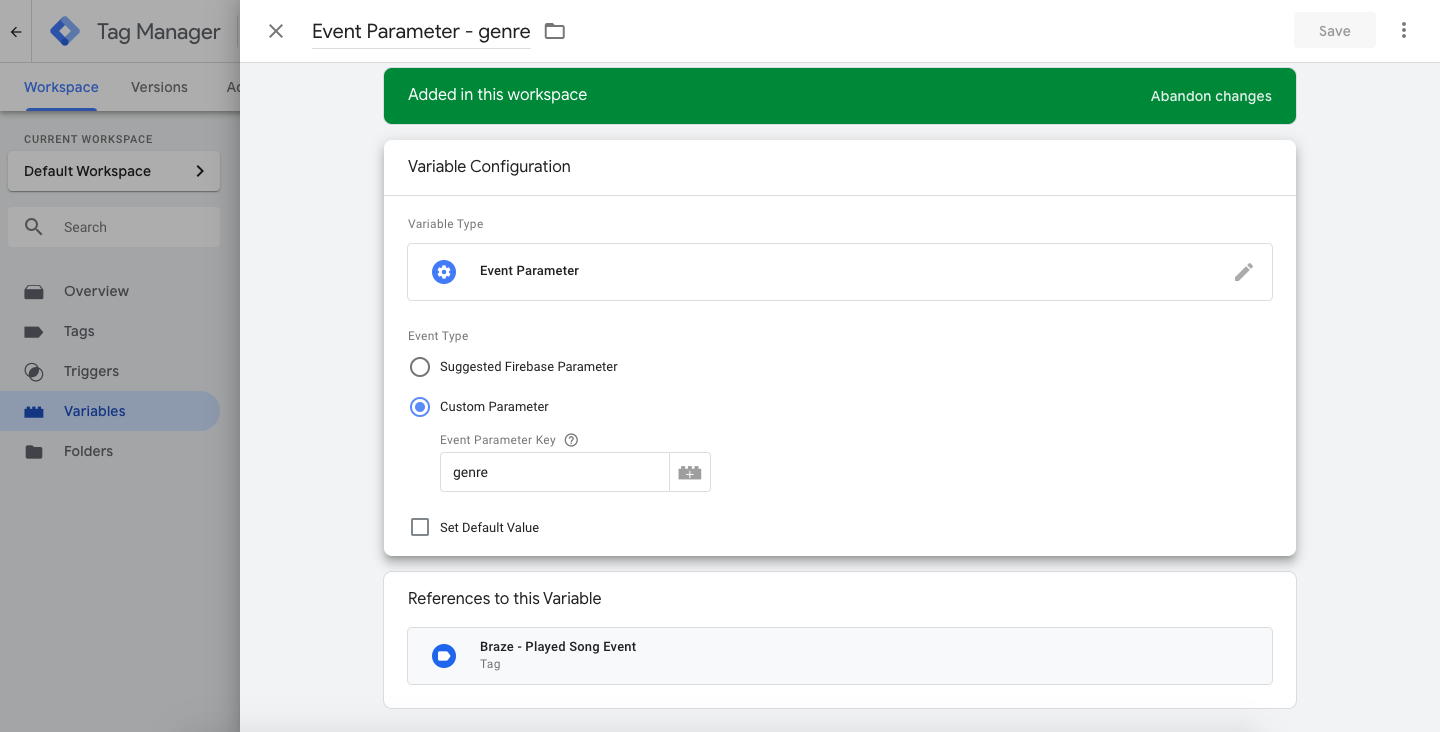 Tag Manager
Event Parameter - genre
Save
Workspace
Versions
CURRENT WORKSPACE
Default Workspace
Search
Overview
Tags
Triggers
Variables
Folders
Added in this workspace
Abandon changes
Variable Configuration
Variable Type
Event Parameter
Event Type
Suggested Firebase Parameter
Custom Parameter
Event Parameter Key
genre
Set Default Value
References to this Variable
Braze - Played Song Event
Tag